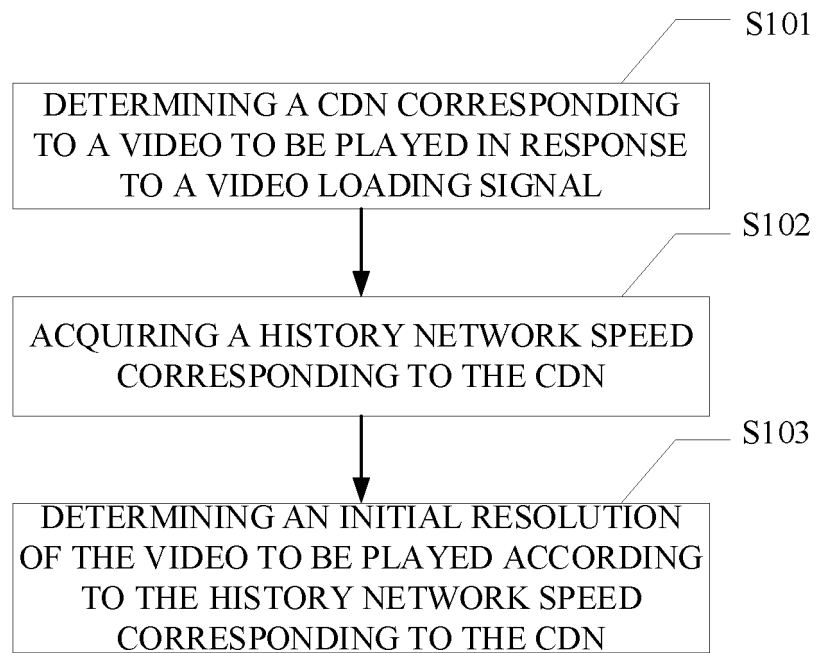 S101
DETERMINING A CDN CORRESPONDING
TO A VIDEO TO BE PLAYED IN RESPONSE
TO A VIDEO LOADING SIGNAL
S102
ACQUIRING A HISTORY NETWORK SPEED
CORRESPONDING TO THE CDN
S103
DETERMINING AN INITIAL RESOLUTION
OF THE VIDEO TO BE PLAYED ACCORDING
TO THE HISTORY NETWORK SPEED
CORRESPONDING TO THE CDN